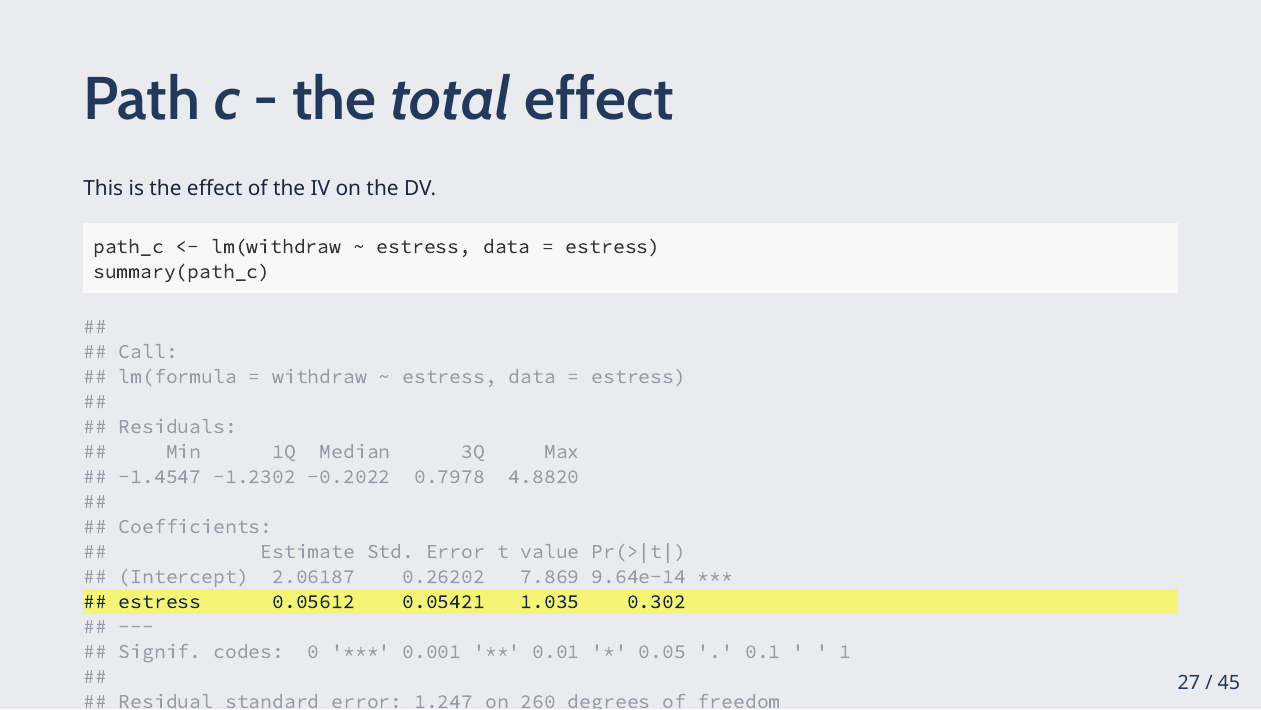 Path c - the total effect
This is the effect of the IV on the DV.
path_c <- lm(withdraw ~ estress, data = estress)
summary(path_c)
##
## Call:
## lm(formula = withdraw ~ estress, data = estress)
##
## Residuals:
##     Min      1Q  Median      3Q     Max
## -1.4547 -1.2302 -0.2022  0.7978  4.8820
##
## Coefficients:
##             Estimate Std. Error t value Pr(>|t|)
## (Intercept)  2.06187    0.26202   7.869 9.64e-14 ***
## estress      0.05612    0.05421   1.035    0.302
## ---
## Signif. codes:  0 '***' 0.001 '**' 0.01 '*' 0.05 '.' 0.1 ' ' 1
##
## Residual standard error: 1.247 on 260 degrees of freedom
27 / 45